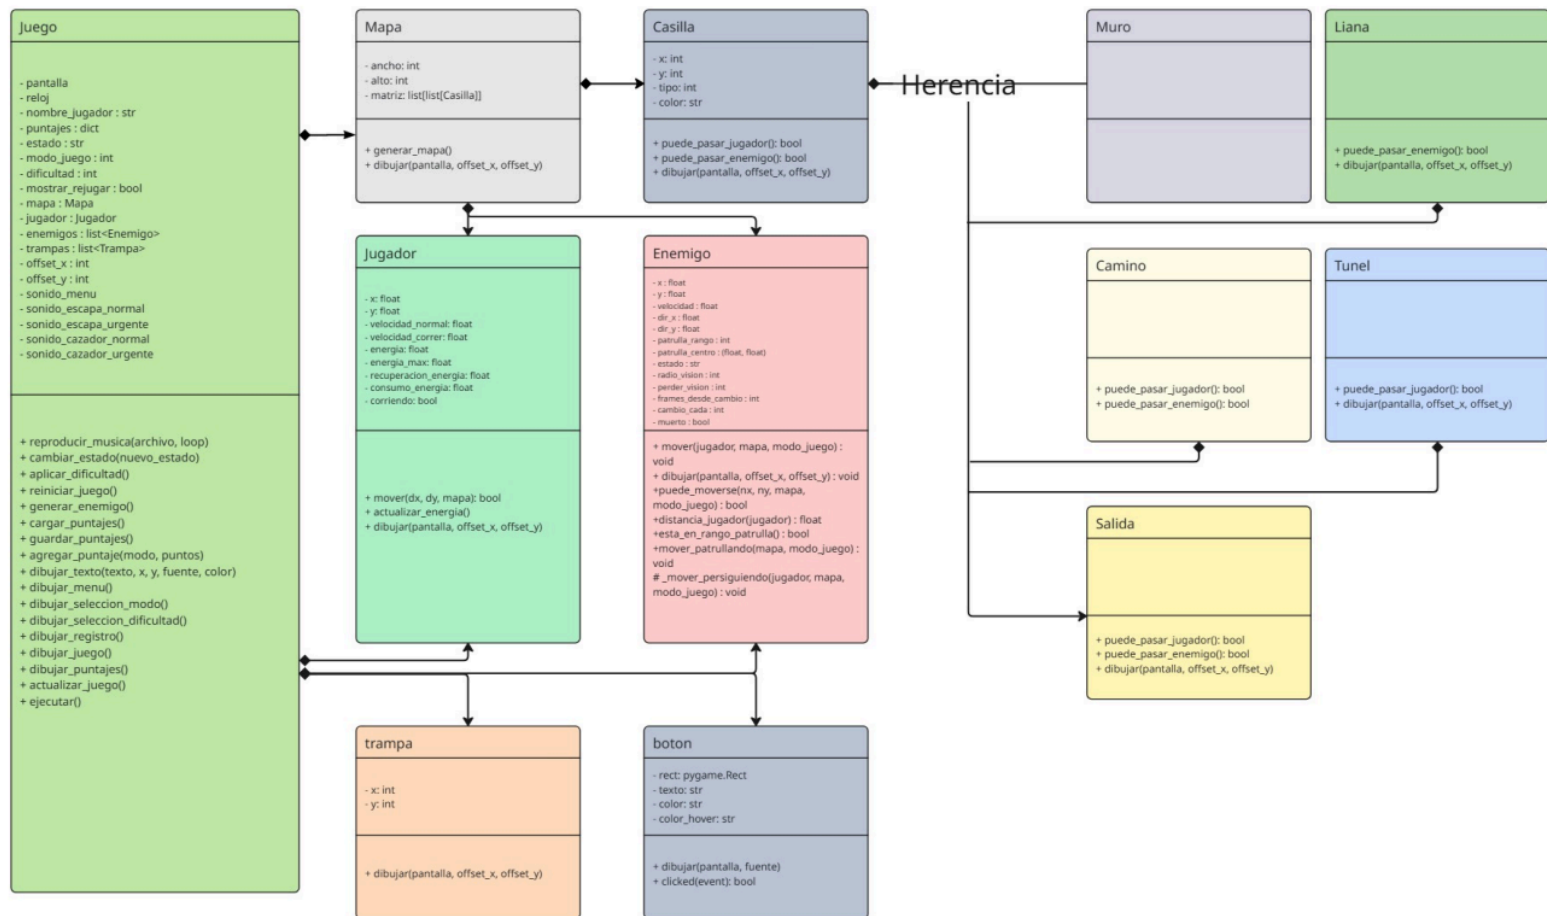 Juego
- pantalla
- reloj
- nombre_jugador : str
- puntajes : dict
- estado : str
- modo_juego : int
- dificultad : int
- mostrar_rejugar : bool
- mapa : Mapa
- jugador : Jugador
- enemigos : list<Enemigo>
- trampas : list<Trampa>
- offset_x : int
- offset_y : int
- sonido_menu
- sonido_escapa_normal
- sonido_escapa_urgente
- sonido_cazador_normal
- sonido_cazador_urgente
+ reproducir_musica(archivo, loop)
+ cambiar_estado(nuevo_estado)
+ aplicar_dificultad()
+ reiniciar_juego()
+ generar_enemigo()
+ cargar_puntajes()
+ guardar_puntajes()
+ agregar_puntaje(modo, puntos)
+ dibujar_texto(texto, x, y, fuente, color)
+ dibujar_menu()
+ dibujar_seleccion_modo()
+ dibujar_seleccion_dificultad()
+ dibujar_registro()
+ dibujar_juego()
+ dibujar_puntajes()
+ actualizar_juego()
+ ejecutar()
Mapa
- ancho: int
- alto: int
- matriz: list[list[Casilla]]
+ generar_mapa()
+ dibujar(pantalla, offset_x, offset_y)
Casilla
- x: int
- y: int
- tipo: int
- color: str
+ puede_pasar_jugador(): bool
+ puede_pasar_enemigo(): bool
+ dibujar(pantalla, offset_x, offset_y)
Herencia
Muro
Liana
+ puede_pasar_enemigo(): bool
+ dibujar(pantalla, offset_x, offset_y)
Jugador
- x: float
- y: float
- velocidad_normal: float
- velocidad_correr: float
- energia: float
- energia_max: float
- recuperacion_energia: float
- consumo_energia: float
- corriendo: bool
+ mover(dx, dy, mapa): bool
+ actualizar_energia()
+ dibujar(pantalla, offset_x, offset_y)
Enemigo
- x : float
- y : float
- velocidad : float
- dir_x : float
- dir_y : float
- patrulla_rango : int
- patrulla_centro : (float, float)
- estado : str
- radio_vision : int
- perder_vision : int
- frames_desde_cambio : int
- cambio_cada : int
- muerto : bool
+ mover(jugador, mapa, modo_juego) :
void
+ dibujar(pantalla, offset_x, offset_y) : void
+puede_moverse(nx, ny, mapa,
modo_juego) : bool
+distancia_jugador(jugador) : float
+esta_en_rango_patrulla() : bool
+mover_patrullando(mapa, modo_juego) :
void
# _mover_persiguiendo(jugador, mapa,
modo_juego) : void
Camino
+ puede_pasar_jugador(): bool
+ puede_pasar_enemigo(): bool
Tunel
+ puede_pasar_jugador(): bool
+ dibujar(pantalla, offset_x, offset_y)
Salida
+ puede_pasar_jugador(): bool
+ puede_pasar_enemigo(): bool
+ dibujar(pantalla, offset_x, offset_y)
trampa
- x: int
- y: int
+ dibujar(pantalla, offset_x, offset_y)
boton
- rect: pygame.Rect
- texto: str
- color: str
- color_hover: str
+ dibujar(pantalla, fuente)
+ clicked(event): bool